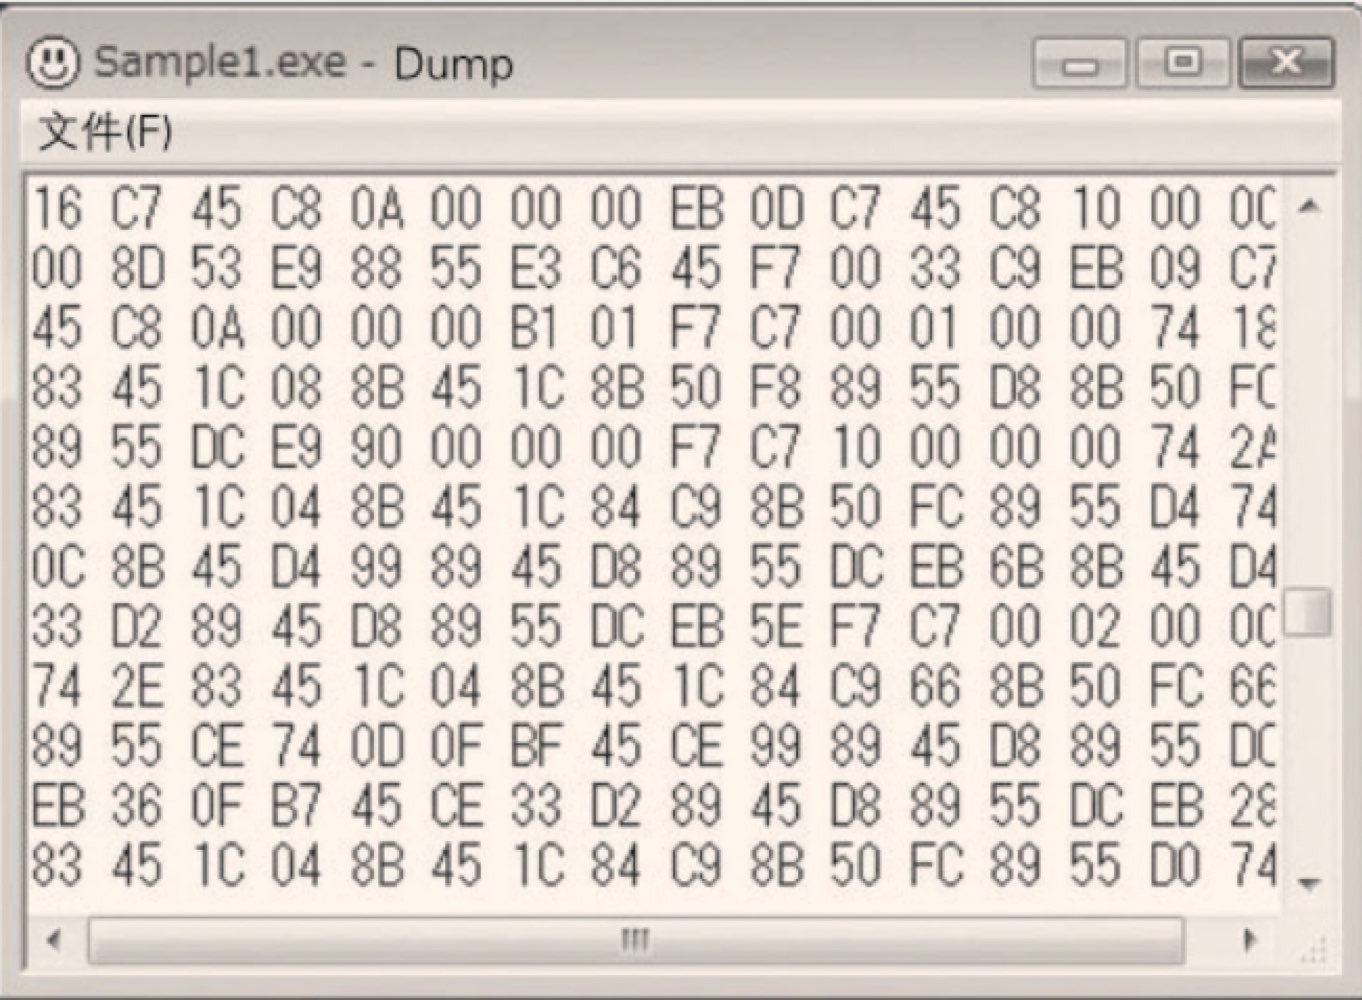 Sample1.exe - Dump
文件(F)
16 C7 45 C8 0A 00 00 00 EB 0D C7 45 C8 10 00 00
00 8D 53 E9 88 55 E3 C6 45 F7 00 33 C9 EB 09 C7
45 C8 0A 00 00 00 B1 01 F7 C7 00 01 00 00 74 18
83 45 1C 08 8B 45 1C 8B 50 F8 89 55 D8 8B 50 FC
89 55 DC E9 90 00 00 00 F7 C7 10 00 00 00 74 2A
83 45 1C 04 8B 45 1C 84 C9 8B 50 FC 89 55 D4 74
0C 8B 45 D4 99 89 45 D8 89 55 DC EB 6B 8B 45 D4
33 D2 89 45 D8 89 55 DC EB 5E F7 C7 00 02 00 00
74 2E 83 45 1C 04 8B 45 1C 84 C9 66 8B 50 FC 66
89 55 CE 74 0D 0F BF 45 CE 99 89 45 D8 89 55 DC
EB 36 0F B7 45 CE 33 D2 89 45 D8 89 55 DC EB 28
83 45 1C 04 8B 45 1C 84 C9 8B 50 FC 89 55 D0 74